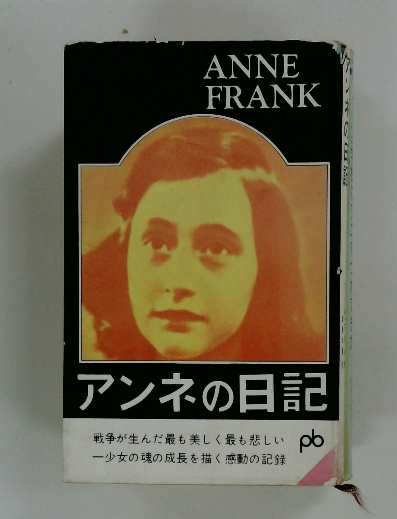 ANNE
FRANK
アンネの日記
戦争が生んだ最も美しく最も悲しい
一少女の魂の成長を描く感動の記録
pb